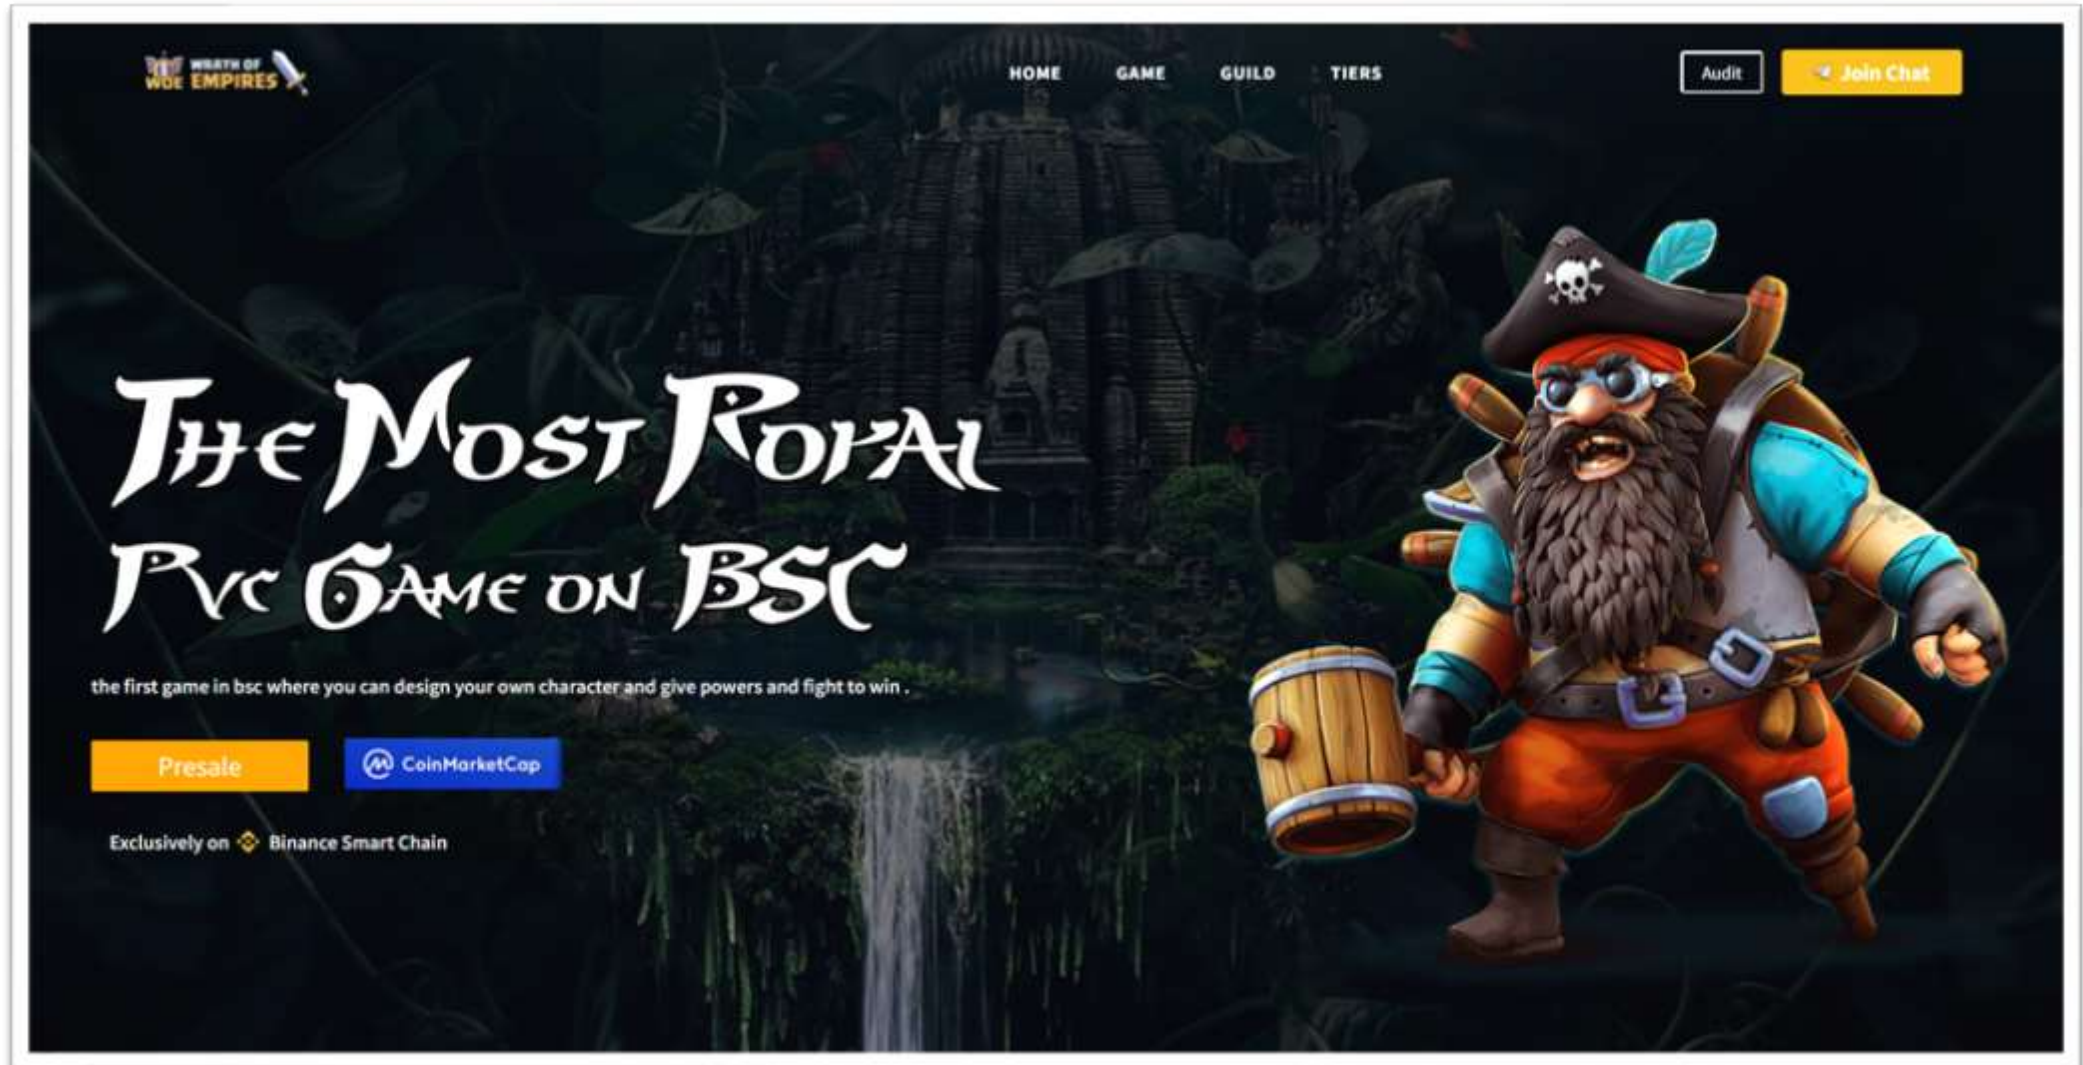 WOE WRATH OF EMPIRES
HOME GAME GUILD TIERS
Audit
Join Chat
The Most Royal
Pvc Game on BSC
the first game in bsc where you can design your own character and give powers and fight to win .
Presale
CoinMarketCap
Exclusively on Binance Smart Chain